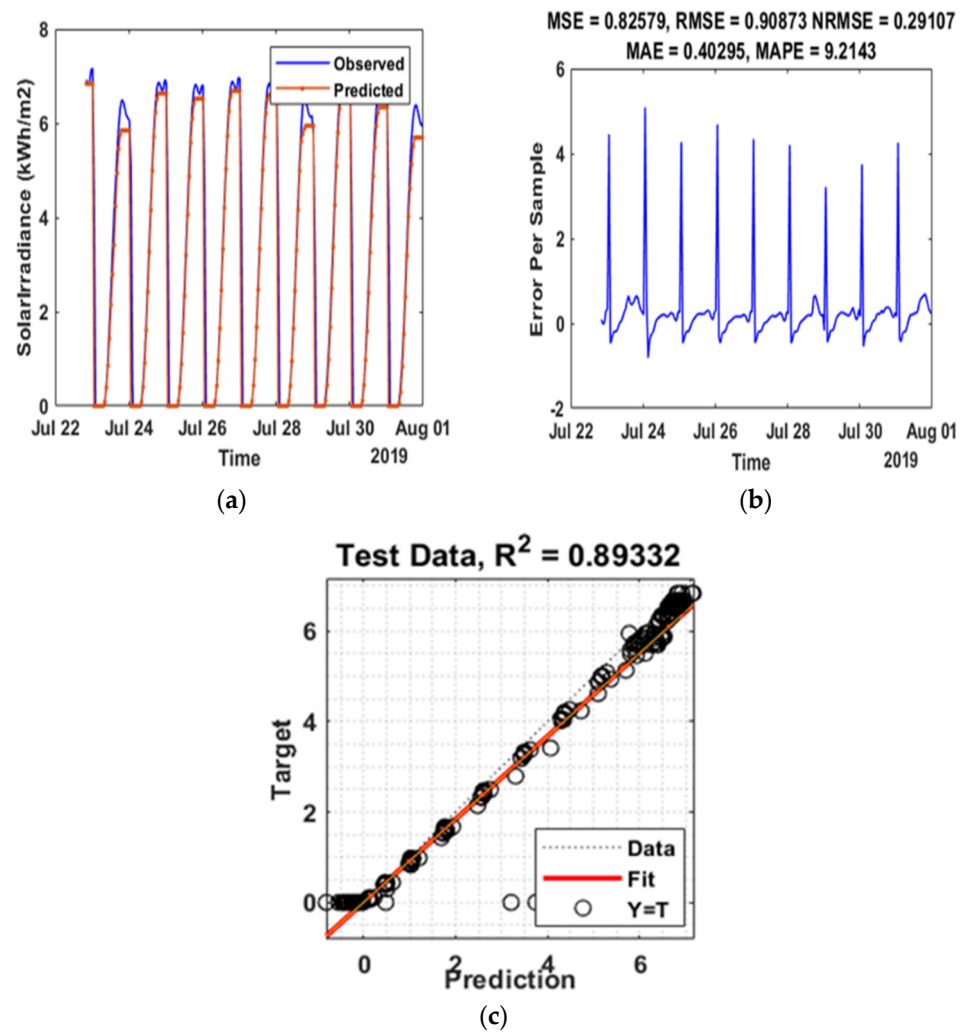 8
6
4
2
0
SolarIrradiance (kWh/m2)
Observed
Predicted
Jul 22 Jul 24 Jul 26 Jul 28 Jul 30 Aug 01
Time 2019
(a)
MSE = 0.82579, RMSE = 0.90873 NRMSE = 0.29107
MAE = 0.40295, MAPE = 9.2143
6
4
2
0
-2
Error Per Sample
Jul 22 Jul 24 Jul 26 Jul 28 Jul 30 Aug 01
Time 2019
(b)
Test Data, R² = 0.89332
6
4
2
0
Target
Data
Fit
Y=T
0 2 4 6
Prediction
(c)